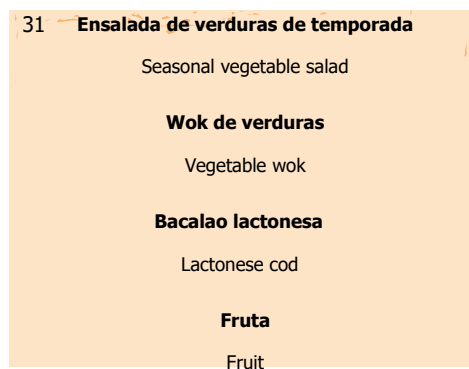 31 Ensalada de verduras de temporada
Seasonal vegetable salad
Wok de verduras
Vegetable wok
Bacalao lactonesa
Lactonese cod
Fruta
Fruit